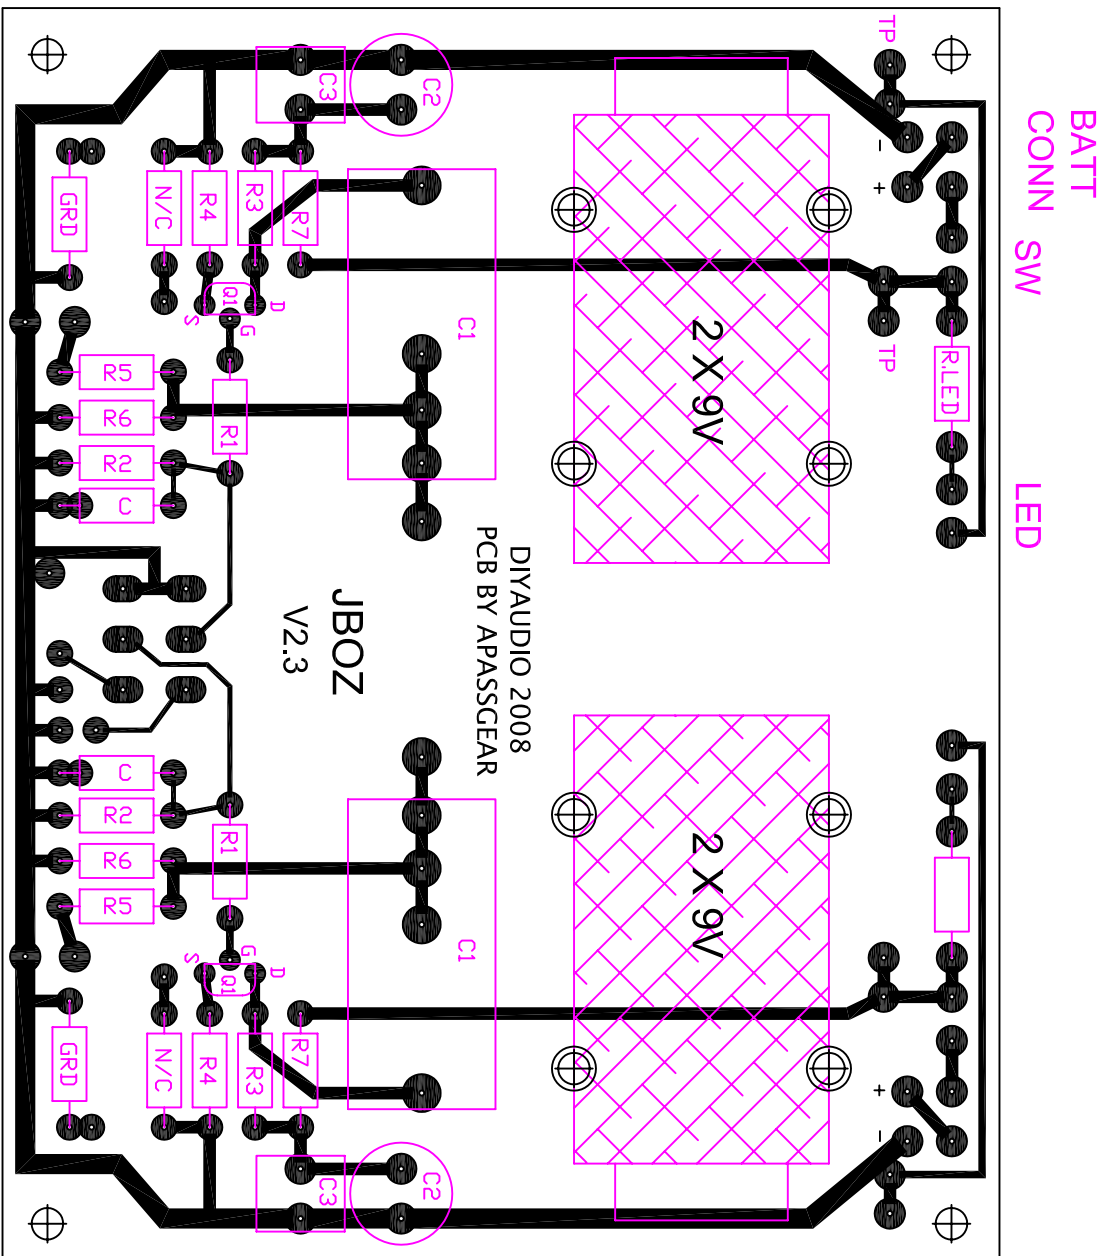 BATT
CONN SW LED
TP
-
+
C3
C2
GRD
N/C
R4
R3
R7
Q1
S
G
D
C1
TP
R.LED
2 X 9V
R5
R6
R1
R2
C
DIYAUDIO 2008
PCB BY APASSGEAR
JBOZ
V2.3
C
R2
R1
R6
R5
C1
2 X 9V
S
G
D
Q1
GRD
N/C
R4
R3
R7
+
-
C3
C2